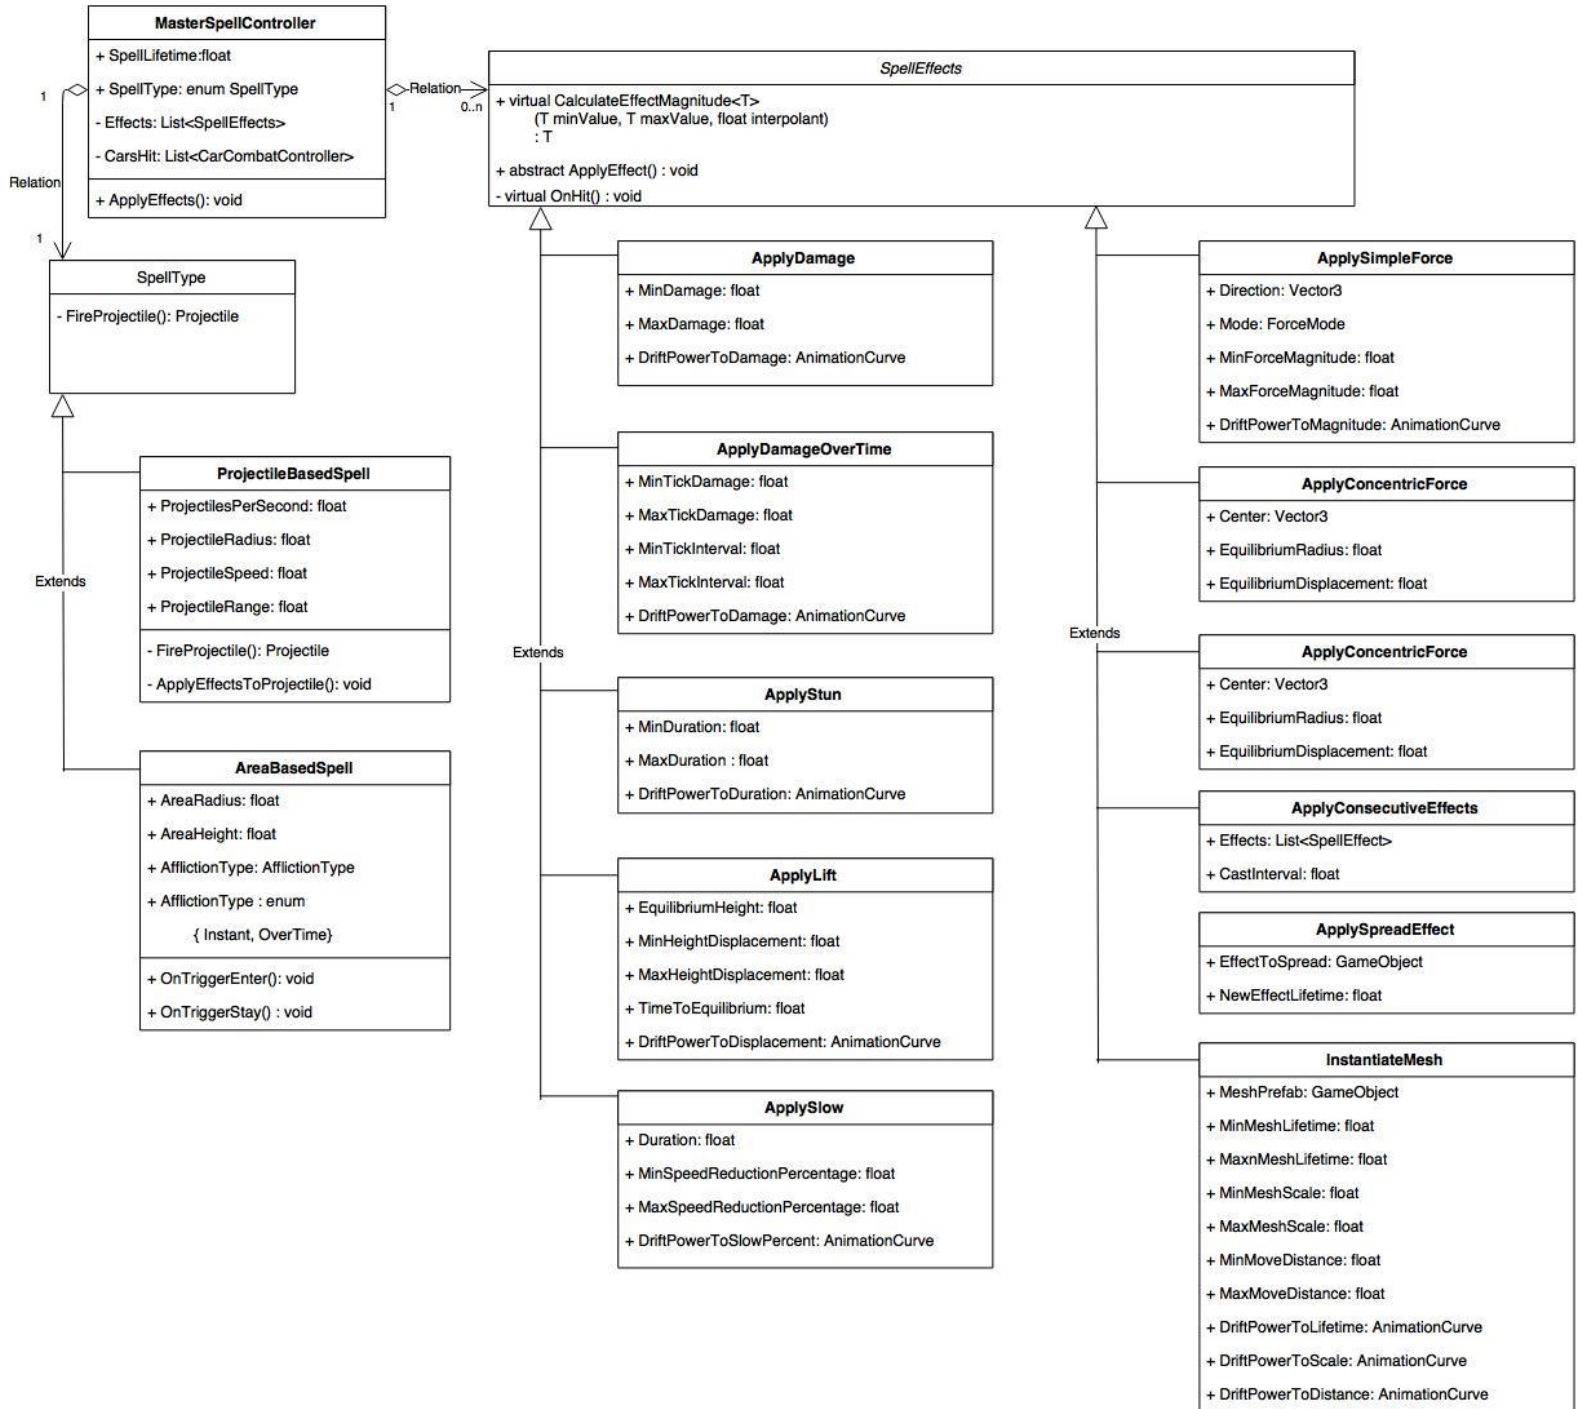 MasterSpellController
+ SpellLifetime:float
+ SpellType: enum SpellType
- Effects: List<SpellEffects>
- CarsHit: List<CarCombatController>
+ ApplyEffects(): void
1
Relation
1
Relation
1
0..n
SpellEffects
+ virtual CalculateEffectMagnitude<T>
(T minValue, T maxValue, float interpolant)
: T
+ abstract ApplyEffect() : void
- virtual OnHit() : void
SpellType
- FireProjectile(): Projectile
Extends
ProjectileBasedSpell
+ ProjectilesPerSecond: float
+ ProjectileRadius: float
+ ProjectileSpeed: float
+ ProjectileRange: float
- FireProjectile(): Projectile
- ApplyEffectsToProjectile(): void
AreaBasedSpell
+ AreaRadius: float
+ AreaHeight: float
+ AfflictionType: AfflictionType
+ AfflictionType : enum
{ Instant, OverTime}
+ OnTriggerEnter(): void
+ OnTriggerStay() : void
Extends
ApplyDamage
+ MinDamage: float
+ MaxDamage: float
+ DriftPowerToDamage: AnimationCurve
ApplyDamageOverTime
+ MinTickDamage: float
+ MaxTickDamage: float
+ MinTickInterval: float
+ MaxTickInterval: float
+ DriftPowerToDamage: AnimationCurve
ApplyStun
+ MinDuration: float
+ MaxDuration : float
+ DriftPowerToDuration: AnimationCurve
ApplyLift
+ EquilibriumHeight: float
+ MinHeightDisplacement: float
+ MaxHeightDisplacement: float
+ TimeToEquilibrium: float
+ DriftPowerToDisplacement: AnimationCurve
ApplySlow
+ Duration: float
+ MinSpeedReductionPercentage: float
+ MaxSpeedReductionPercentage: float
+ DriftPowerToSlowPercent: AnimationCurve
Extends
ApplySimpleForce
+ Direction: Vector3
+ Mode: ForceMode
+ MinForceMagnitude: float
+ MaxForceMagnitude: float
+ DriftPowerToMagnitude: AnimationCurve
ApplyConcentricForce
+ Center: Vector3
+ EquilibriumRadius: float
+ EquilibriumDisplacement: float
ApplyConcentricForce
+ Center: Vector3
+ EquilibriumRadius: float
+ EquilibriumDisplacement: float
ApplyConsecutiveEffects
+ Effects: List<SpellEffect>
+ CastInterval: float
ApplySpreadEffect
+ EffectToSpread: GameObject
+ NewEffectLifetime: float
InstantiateMesh
+ MeshPrefab: GameObject
+ MinMeshLifetime: float
+ MaxnMeshLifetime: float
+ MinMeshScale: float
+ MaxMeshScale: float
+ MinMoveDistance: float
+ MaxMoveDistance: float
+ DriftPowerToLifetime: AnimationCurve
+ DriftPowerToScale: AnimationCurve
+ DriftPowerToDistance: AnimationCurve